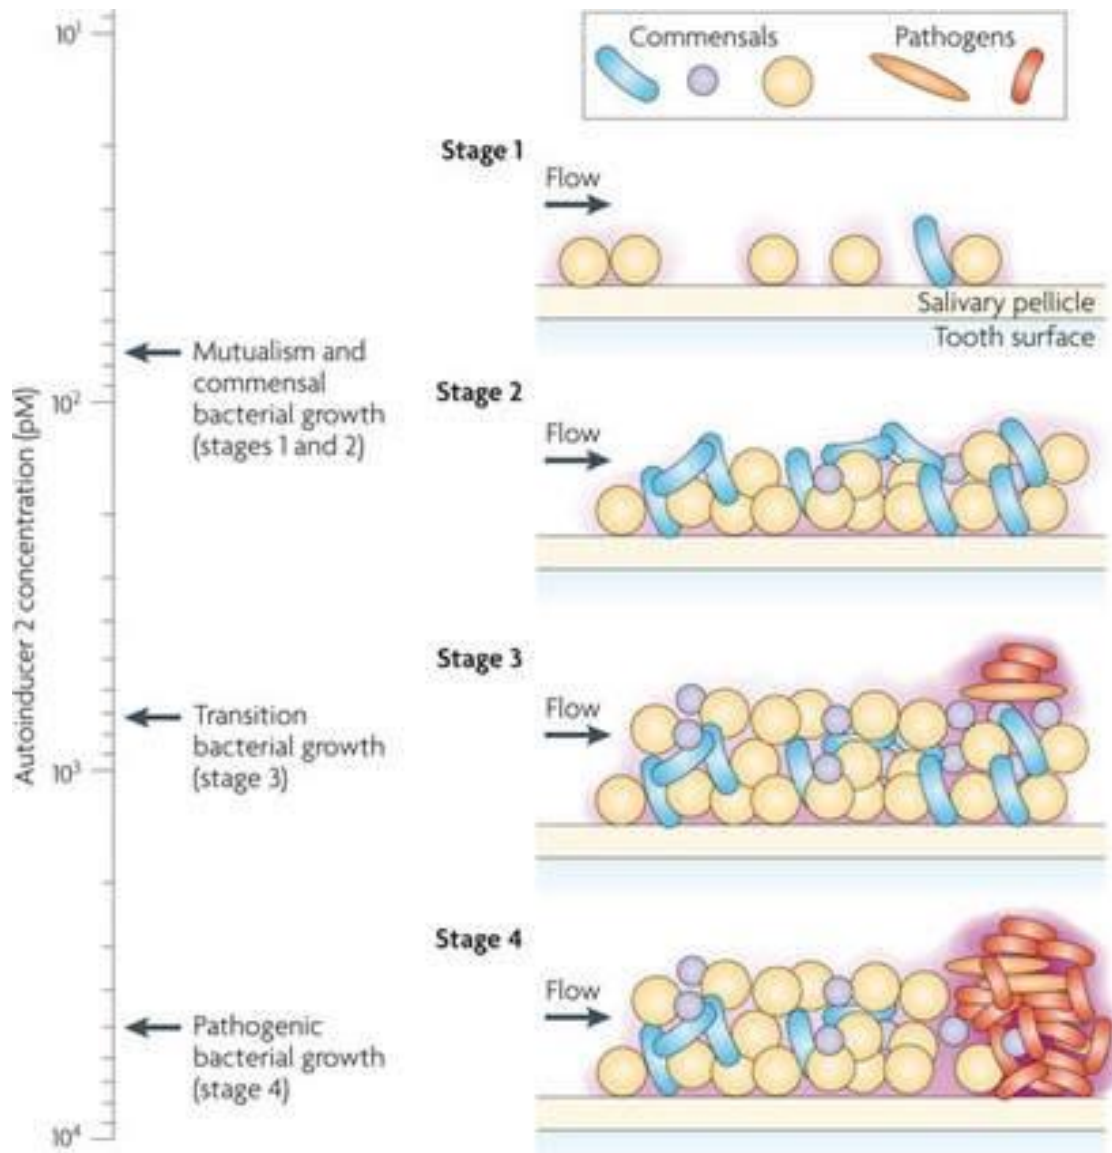 10¹
Commensals
Pathogens
Stage 1
Flow
Salivary pellicle
Tooth surface
Mutualism and
commensal
bacterial growth
(stages 1 and 2)
Stage 2
10²
Flow
Autoinducer 2 concentration (pM)
Stage 3
Flow
Transition
bacterial growth
(stage 3)
10³
Stage 4
Flow
Pathogenic
bacterial growth
(stage 4)
10⁴